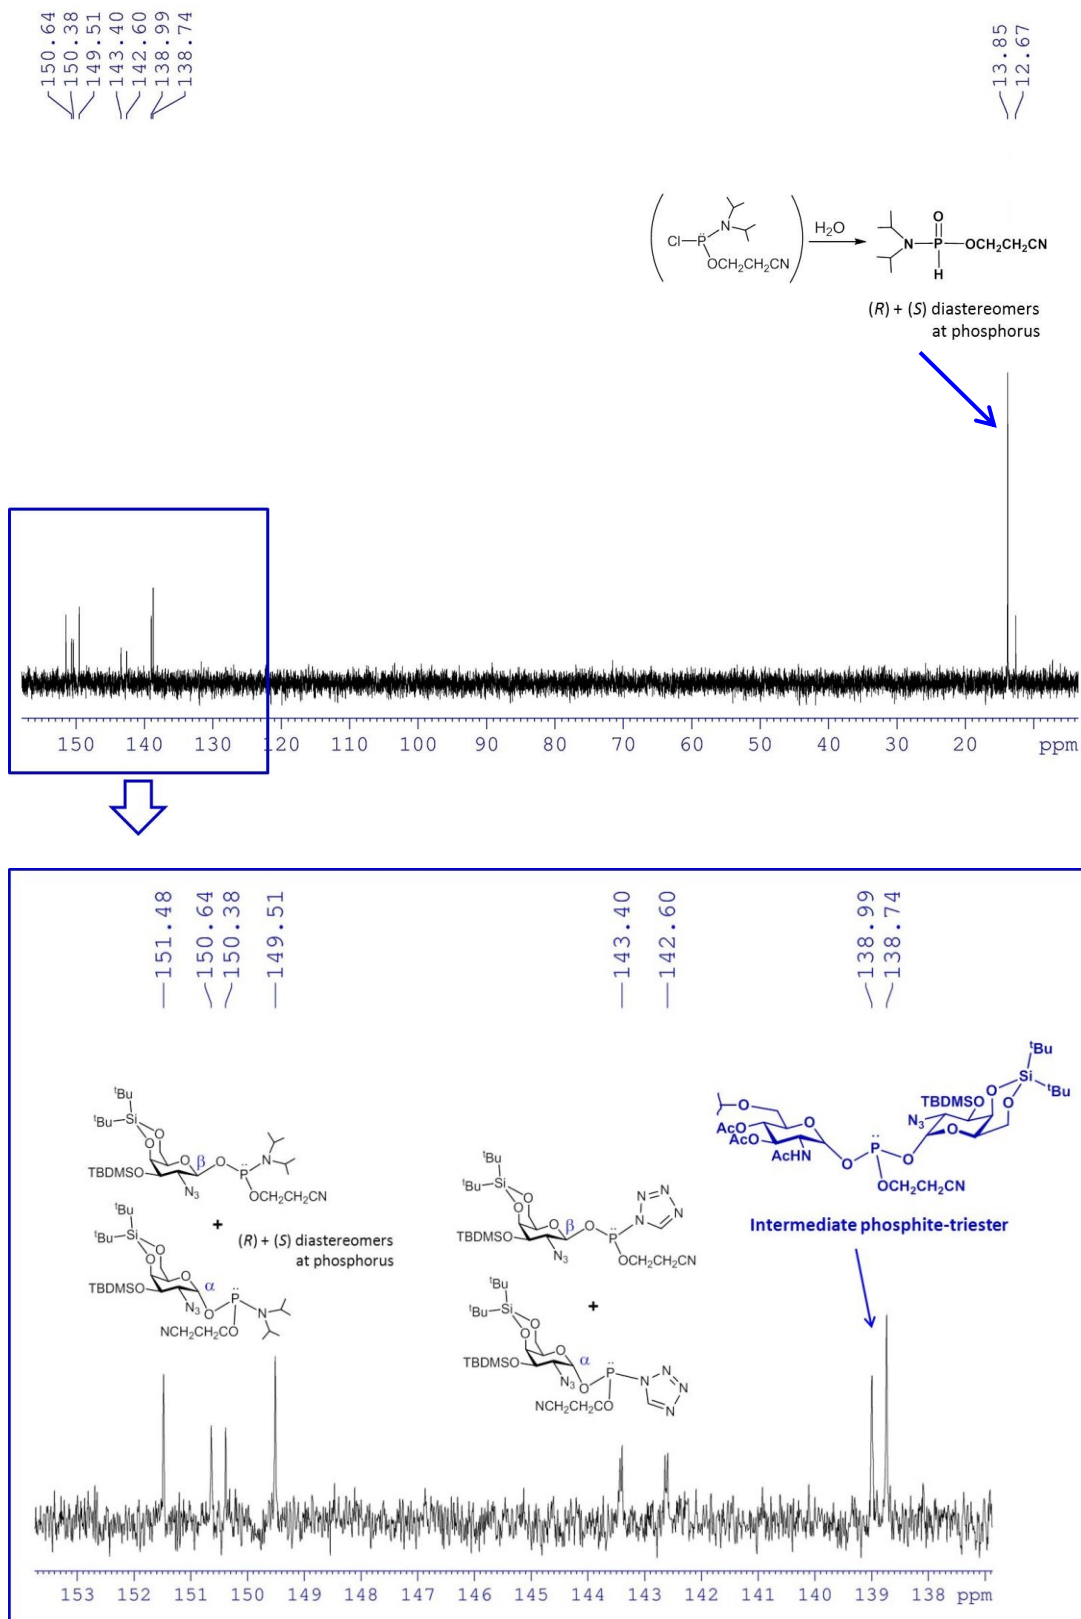 150.64
150.38
149.51
143.40
142.60
138.99
138.74
13.85
12.67
Cl
P
N
OCH2CH2CN
H2O
O
N
P
OCH2CH2CN
H
(R) + (S) diastereomers
at phosphorus
150 140 130 120 110 100 90 80 70 60 50 40 30 20 ppm
151.48
150.64
150.38
149.51
143.40
142.60
138.99
138.74
tBu
tBu
Si
O
O
O
β
O
P
N
TBDMSO
N3
OCH2CH2CN
+
(R) + (S) diastereomers
at phosphorus
tBu
tBu
Si
O
O
O
α
TBDMSO
N3
O
P
N
NCH2CH2CO
tBu
tBu
Si
O
O
O
β
O
P
N
N
N
N
TBDMSO
N3
OCH2CH2CN
+
tBu
tBu
Si
O
O
O
α
TBDMSO
N3
O
P
N
N
N
N
NCH2CH2CO
tBu
Si
tBu
O
O
TBDMSO
N3
O
O
AcO
AcO
O
AcHN
O
P
O
OCH2CH2CN
Intermediate phosphite-triester
153 152 151 150 149 148 147 146 145 144 143 142 141 140 139 138 ppm